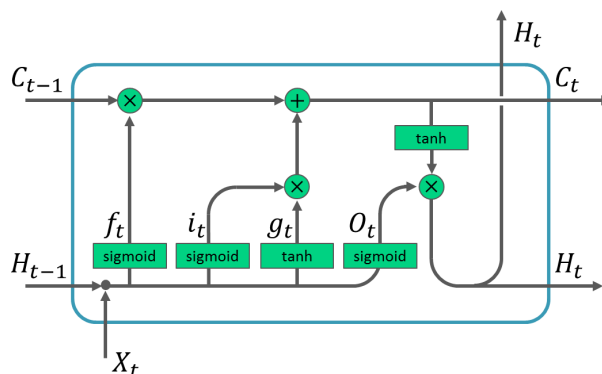 H_t
C_{t-1}
C_t
tanh
f_t
i_t
g_t
O_t
sigmoid
sigmoid
tanh
sigmoid
H_{t-1}
H_t
X_t